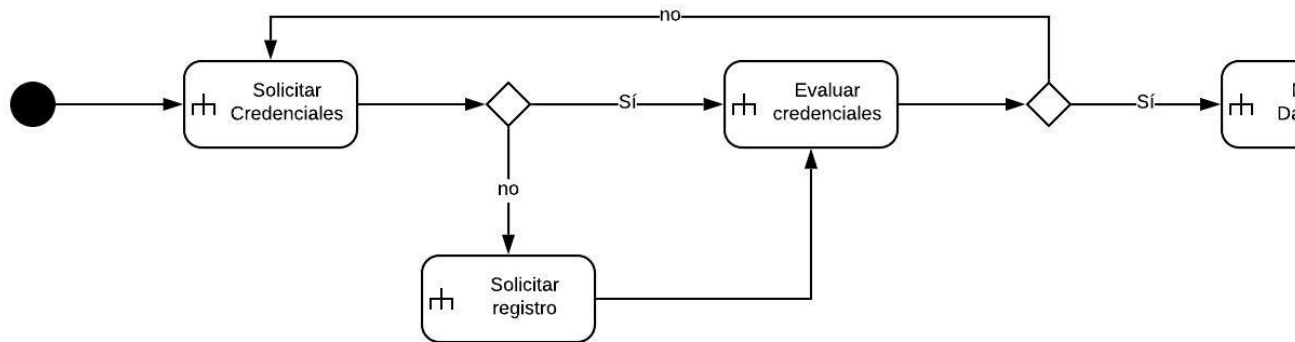 no
Solicitar
Credenciales
Sí
Evaluar
credenciales
Sí
no
Solicitar
registro